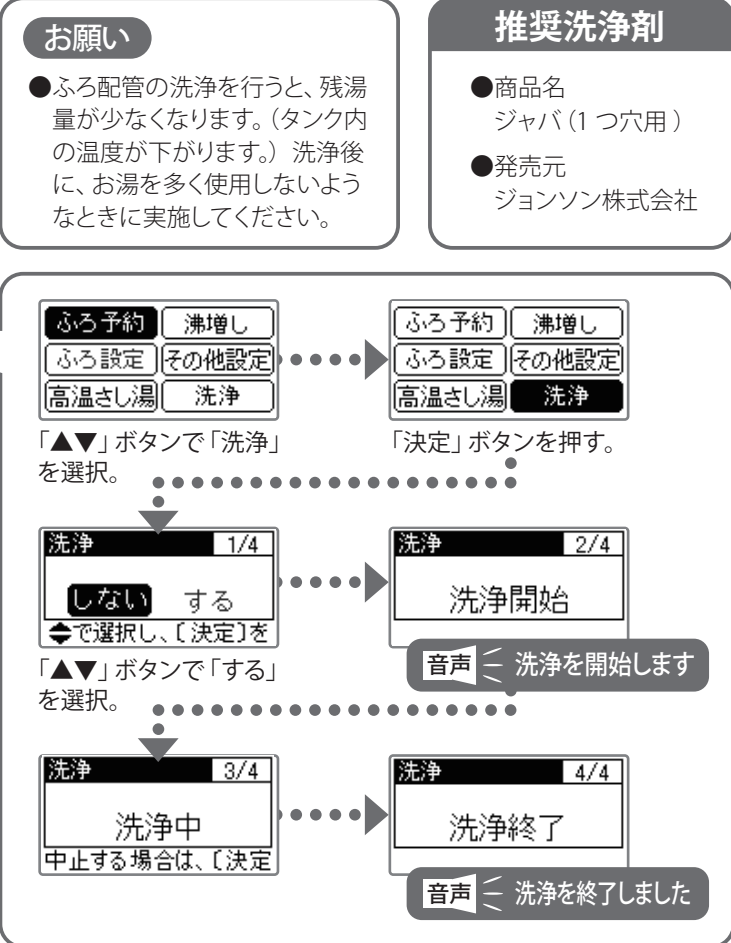 お願い
●ふろ配管の洗浄を行うと、残湯
量が少なくなります。（タンク内
の温度が下がります。）洗浄後
に、お湯を多く使用しないよう
なときに実施してください。
推奨洗浄剤
●商品名
ジャバ（1 つ穴用 ）
●発売元
ジョンソン株式会社
ふろ予約 沸増し
ふろ設定 その他設定
高温さし湯 洗浄
「▲▼」ボタンで「洗浄」
を選択。
ふろ予約 沸増し
ふろ設定 その他設定
高温さし湯 洗浄
「決定」ボタンを押す。
洗浄 1/4
しない する
◆で選択し、〔決定〕を
「▲▼」ボタンで「する」
を選択。
洗浄 2/4
洗浄開始
音声 洗浄を開始します
洗浄 3/4
洗浄中
中止する場合は、〔決定
洗浄 4/4
洗浄終了
音声 洗浄を終了しました